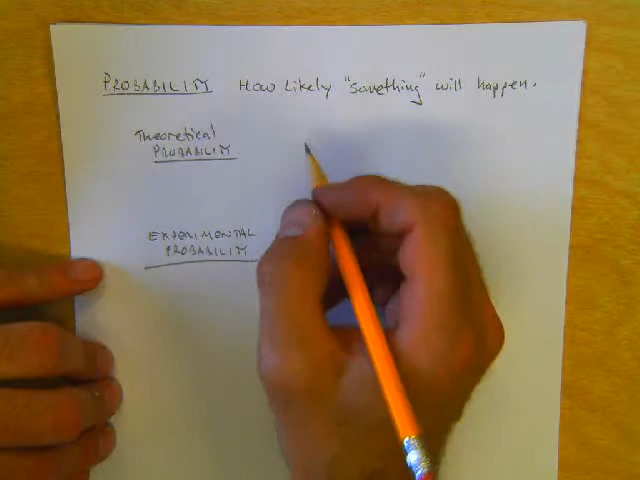 PROBABILITY How Likely "something" will happen.
Theoretical
PROBABILITY
EXPERIMENTAL
PROBABILITY